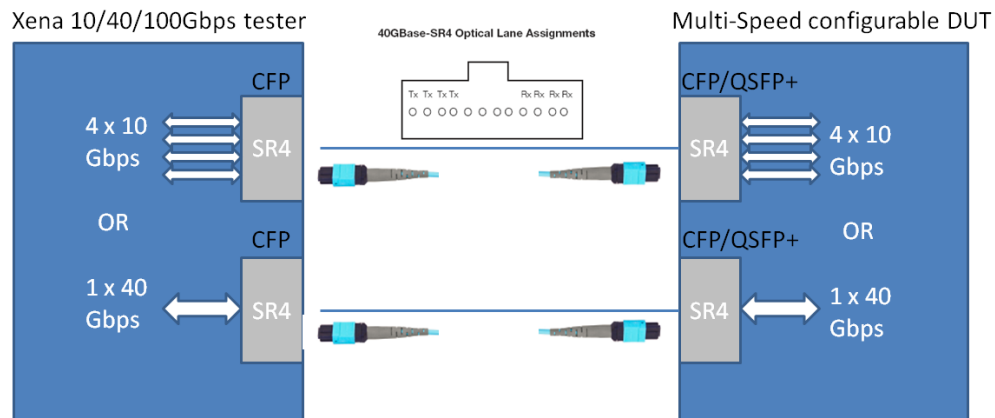 Xena 10/40/100Gbps tester
Multi-Speed configurable DUT
40GBase-SR4 Optical Lane Assignments
Tx Tx Tx Tx Rx Rx Rx Rx
CFP
4 x 10
Gbps
SR4
CFP/QSFP+
SR4
4 x 10
Gbps
OR
OR
CFP
1 x 40
Gbps
SR4
CFP/QSFP+
SR4
1 x 40
Gbps